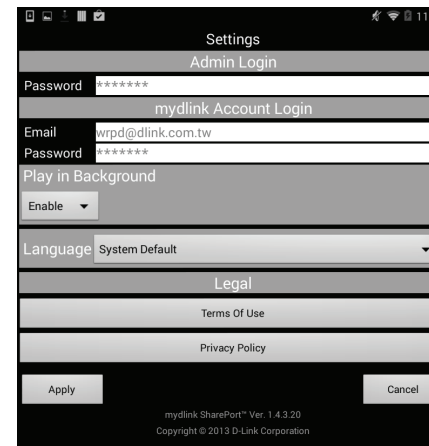 11
Settings
Admin Login
Password *******
mydlink Account Login
Email wrpd@dlink.com.tw
Password *******
Play in Background
Enable
Language System Default
Legal
Terms Of Use
Privacy Policy
Apply Cancel
mydlink SharePort™ Ver. 1.4.3.20
Copyright © 2013 D-Link Corporation